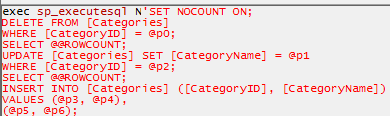 exec sp_executesql N'SET NOCOUNT ON;
DELETE FROM [Categories]
WHERE [CategoryID] = @p0;
SELECT @@ROWCOUNT;
UPDATE [Categories] SET [CategoryName] = @p1
WHERE [CategoryID] = @p2;
SELECT @@ROWCOUNT;
INSERT INTO [Categories] ([CategoryID], [CategoryName])
VALUES (@p3, @p4),
(@p5, @p6);